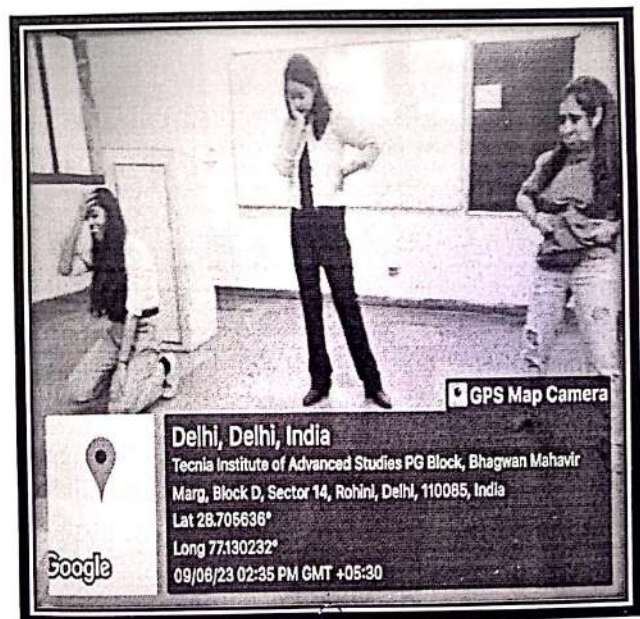 GPS Map Camera
Delhi, Delhi, India
Tecnia Institute of Advanced Studies PG Block, Bhagwan Mahavir
Marg, Block D, Sector 14, Rohini, Delhi, 110085, India
Lat 28.705636°
Long 77.130232°
09/06/23 02:35 PM GMT +05:30
Google